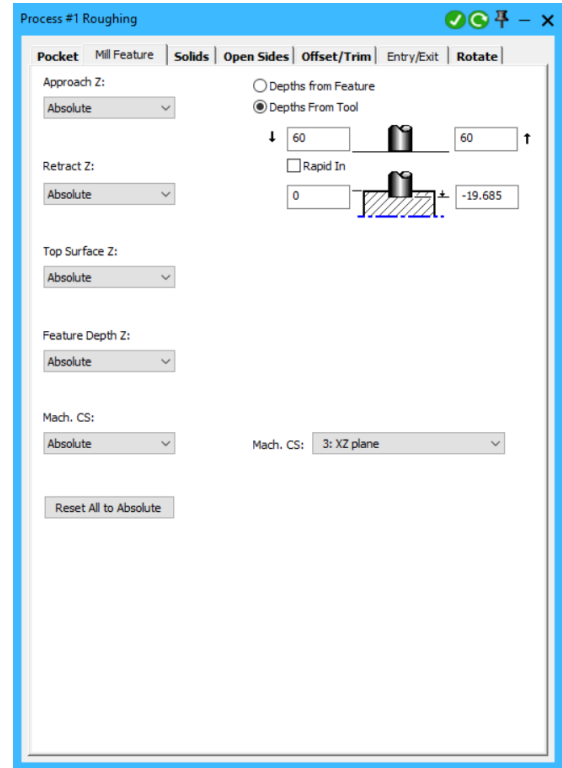 Process #1 Roughing
Pocket Mill Feature Solids Open Sides Offset/Trim Entry/Exit Rotate
Approach Z:
Absolute
Depths from Feature
Depths From Tool
60 60
Rapid In
Retract Z:
Absolute
0 -19.685
Top Surface Z:
Absolute
Feature Depth Z:
Absolute
Mach. CS:
Absolute
Mach. CS: 3: XZ plane
Reset All to Absolute